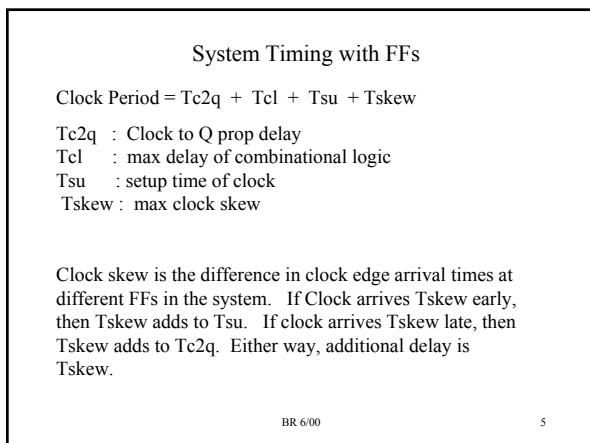 System Timing with FFs
Clock Period = Tc2q + Tcl + Tsu + Tskew
Tc2q : Clock to Q prop delay
Tcl : max delay of combinational logic
Tsu : setup time of clock
Tskew : max clock skew
Clock skew is the difference in clock edge arrival times at
different FFs in the system. If Clock arrives Tskew early,
then Tskew adds to Tsu. If clock arrives Tskew late, then
Tskew adds to Tc2q. Either way, additional delay is
Tskew.
BR 6/00 5